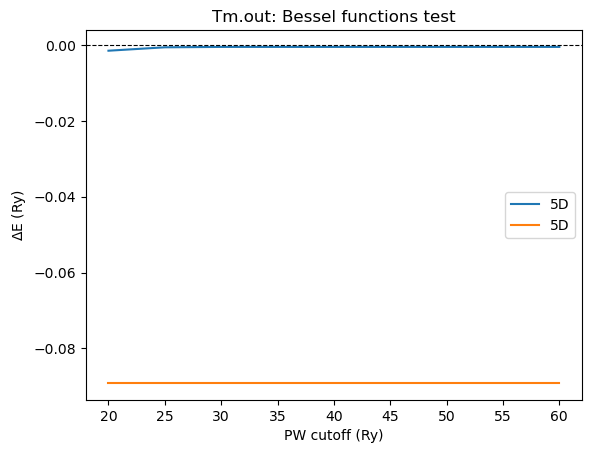 Tm.out: Bessel functions test
0.00
−0.02
−0.04
−0.06
−0.08
ΔE (Ry)
5D
5D
20 25 30 35 40 45 50 55 60
PW cutoff (Ry)